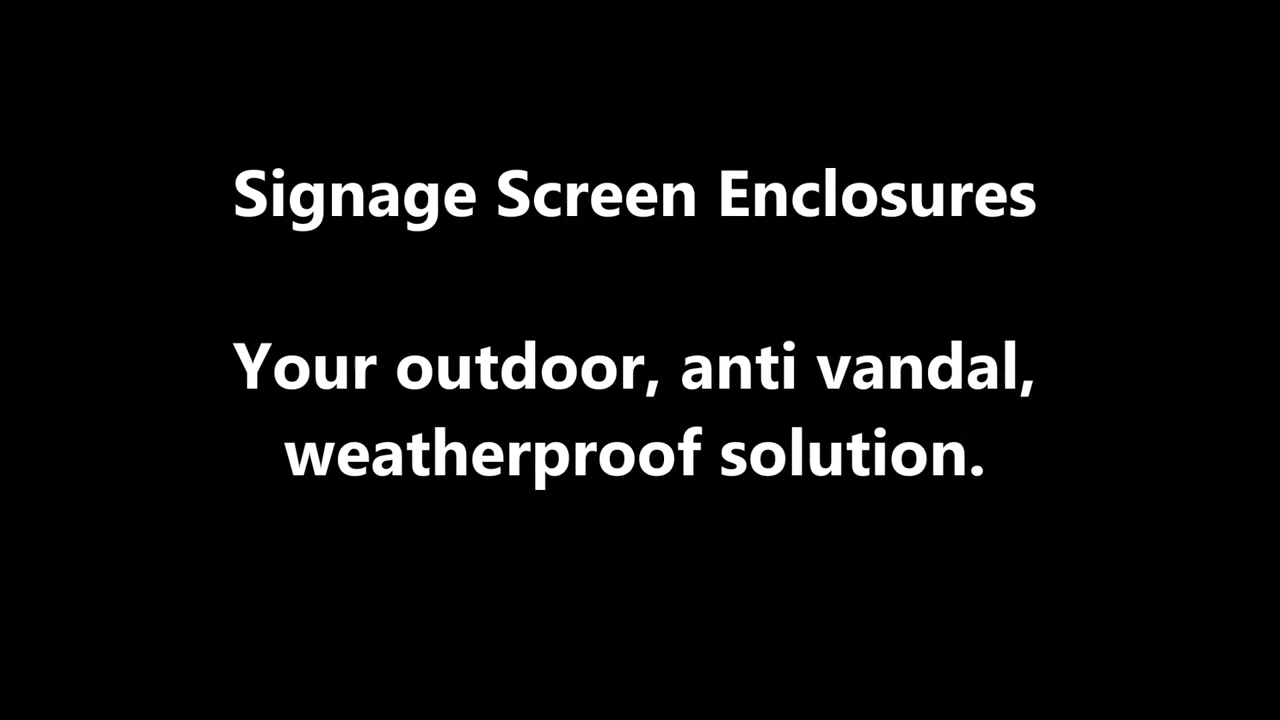 Signage Screen Enclosures
Your outdoor, anti vandal,
weatherproof solution.